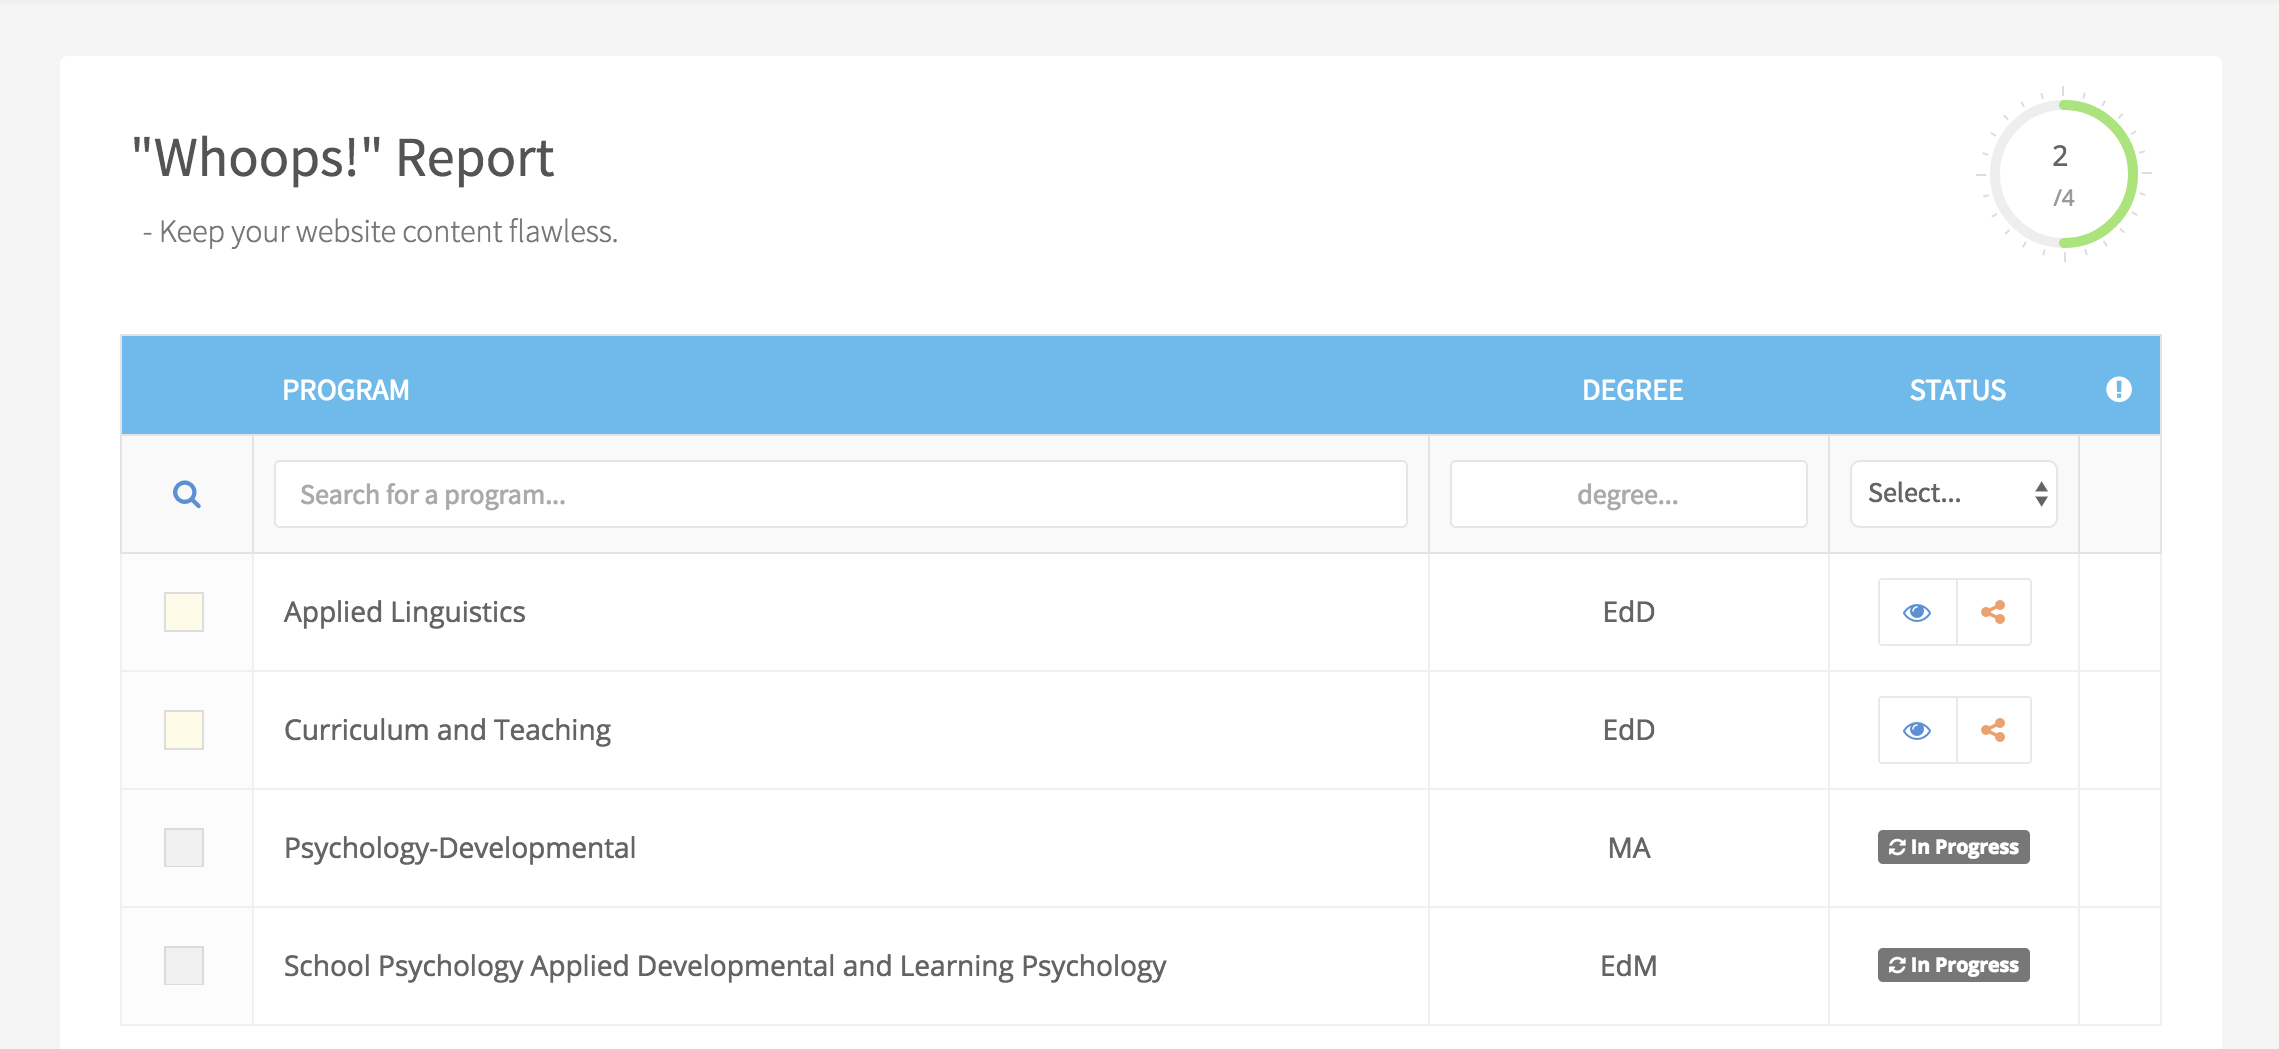 "Whoops!" Report
- Keep your website content flawless.
2
/4
PROGRAM DEGREE STATUS
Search for a program... degree... Select...
Applied Linguistics EdD
Curriculum and Teaching EdD
Psychology-Developmental MA In Progress
School Psychology Applied Developmental and Learning Psychology EdM In Progress